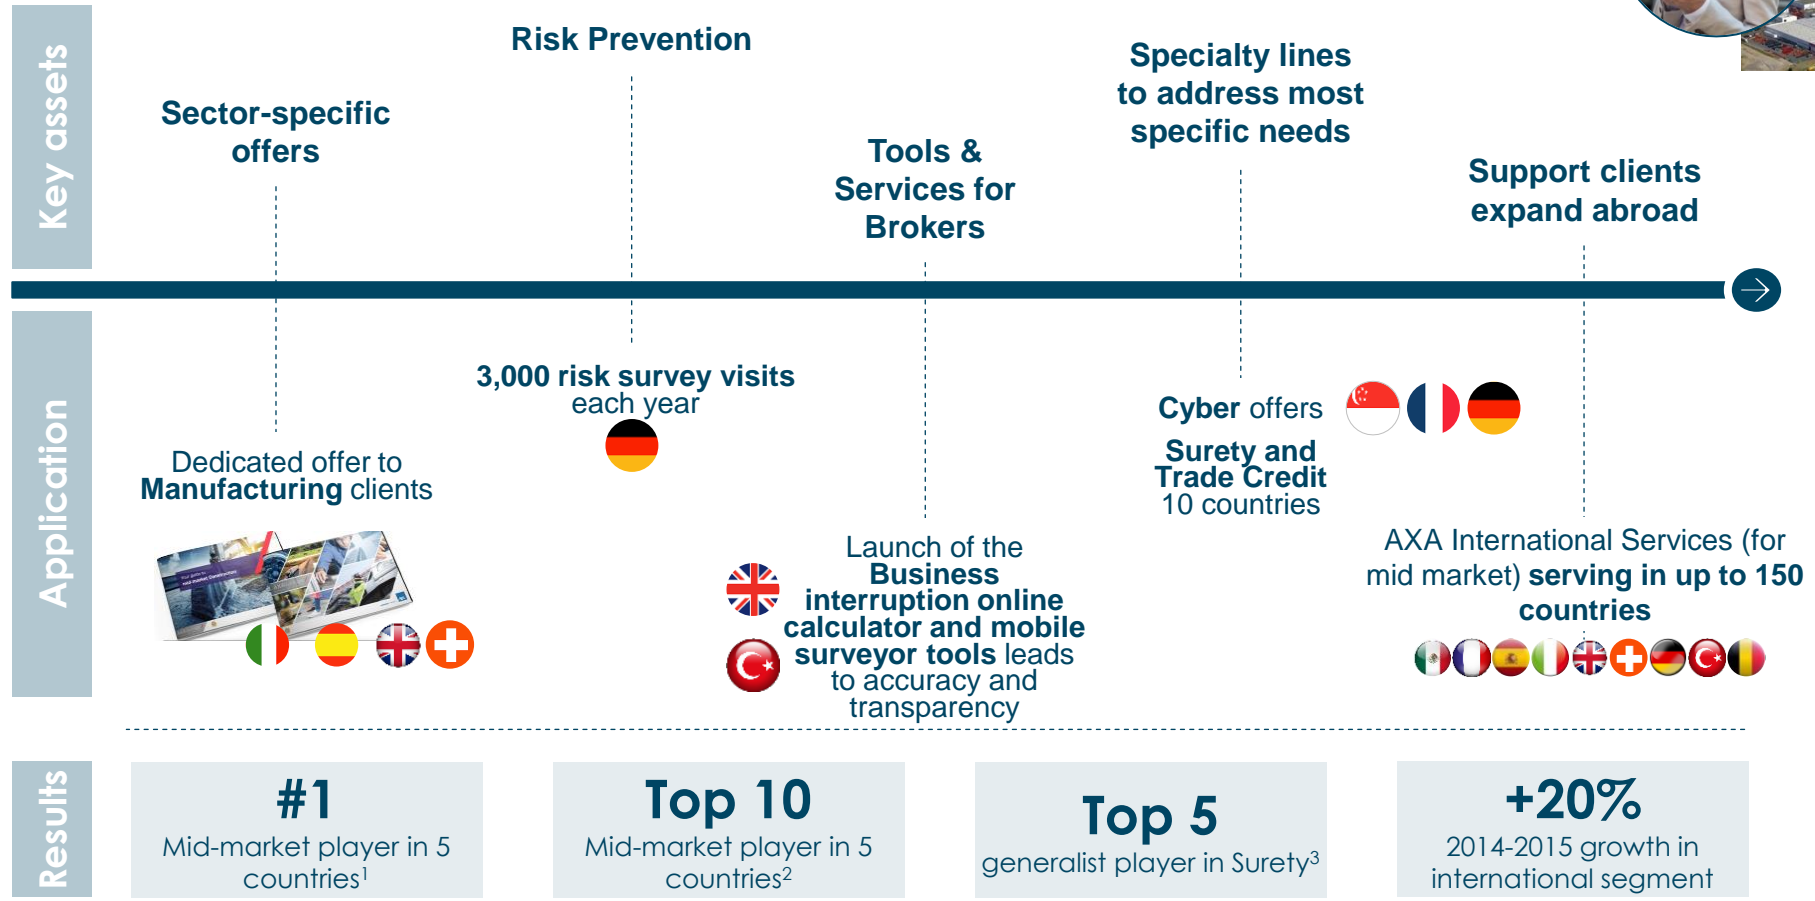 Key assets
Sector-specific
offers
Risk Prevention
Tools &
Services for
Brokers
Specialty lines
to address most
specific needs
Support clients
expand abroad
Application
Dedicated offer to
Manufacturing clients
3,000 risk survey visits
each year
Launch of the
Business
interruption online
calculator and mobile
surveyor tools leads
to accuracy and
transparency
Cyber offers
Surety and
Trade Credit
10 countries
AXA International Services (for
mid market) serving in up to 150
countries
Results
#1
Mid-market player in 5
countries1
Top 10
Mid-market player in 5
countries2
Top 5
generalist player in Surety3
+20%
2014-2015 growth in
international segment